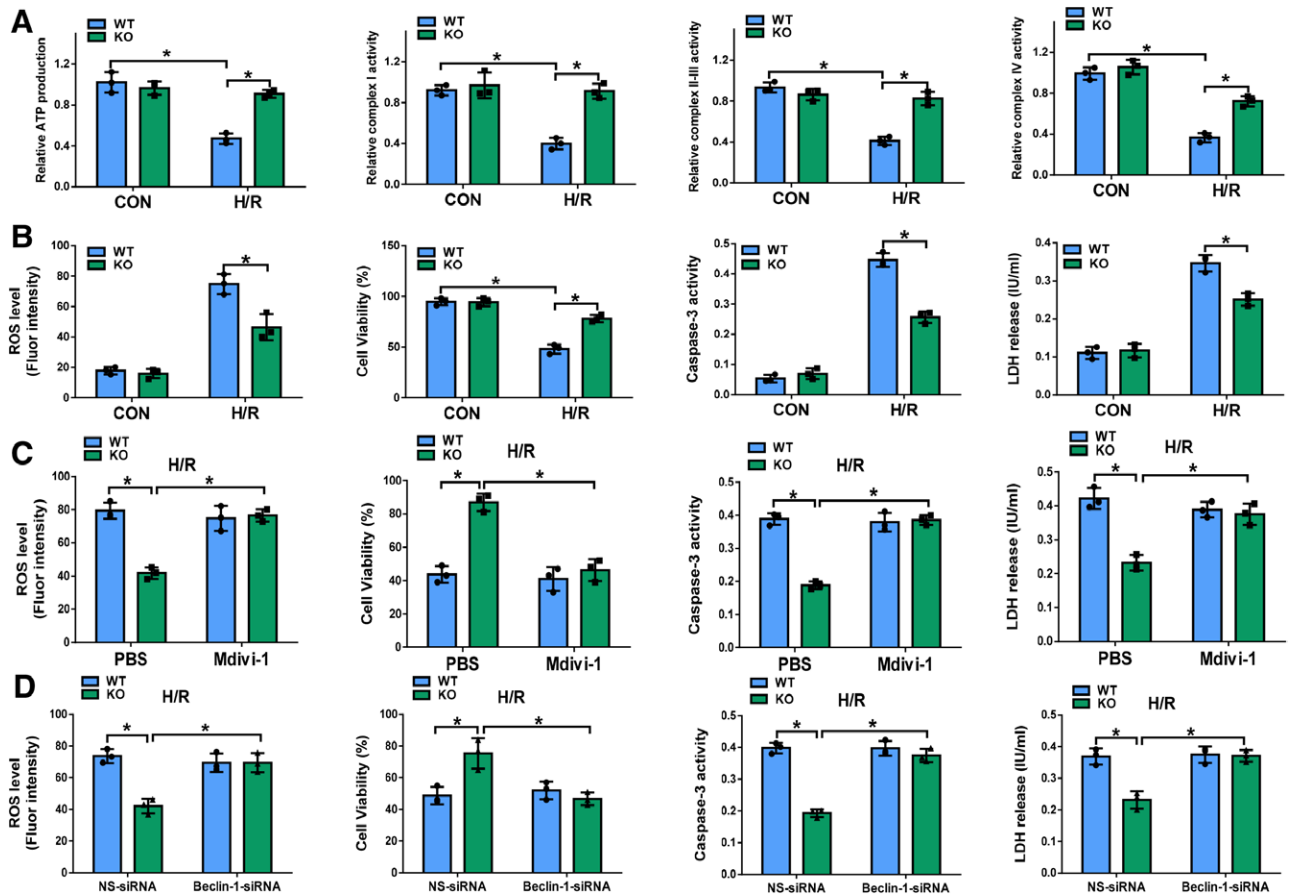 A
WT
KO
*
*
Relative ATP production
1.2
0.8
0.4
0.0
CON
H/R
WT
KO
*
*
Relative complex I activity
1.6
1.2
0.8
0.4
0.0
CON
H/R
WT
KO
*
*
Relative complex II-III activity
1.2
0.9
0.6
0.3
0.0
CON
H/R
WT
KO
*
*
Relative complex IV activity
1.2
0.8
0.4
0.0
CON
H/R
B
WT
KO
*
ROS level
(Fluor intensity)
100
80
60
40
20
0
CON
H/R
WT
KO
*
*
Cell Viability (%)
150
100
50
0
CON
H/R
WT
KO
*
Caspase-3 activity
0.5
0.4
0.3
0.2
0.1
0.0
CON
H/R
WT
KO
*
LDH release (IU/ml)
0.4
0.3
0.2
0.1
0.0
CON
H/R
C
WT
KO
H/R
*
*
ROS level
(Fluor intensity)
100
80
60
40
20
0
PBS
Mdivi-1
WT
KO
H/R
*
*
Cell Viability (%)
100
80
60
40
20
0
PBS
Mdivi-1
WT
KO
H/R
*
*
Caspase-3 activity
0.5
0.4
0.3
0.2
0.1
0.0
PBS
Mdivi-1
WT
KO
H/R
*
*
LDH release (IU/ml)
0.5
0.4
0.3
0.2
0.1
0.0
PBS
Mdivi-1
D
WT
KO
H/R
*
*
ROS level
(Fluor intensity)
100
80
60
40
20
0
NS-siRNA
Beclin-1-siRNA
WT
KO
H/R
*
*
Cell Viability (%)
100
80
60
40
20
0
NS-siRNA
Beclin-1-siRNA
WT
KO
H/R
*
*
Caspase-3 activity
0.5
0.4
0.3
0.2
0.1
0.0
NS-siRNA
Beclin-1-siRNA
WT
KO
H/R
*
*
LDH release (IU/ml)
0.5
0.4
0.3
0.2
0.1
0.0
NS-siRNA
Beclin-1-siRNA